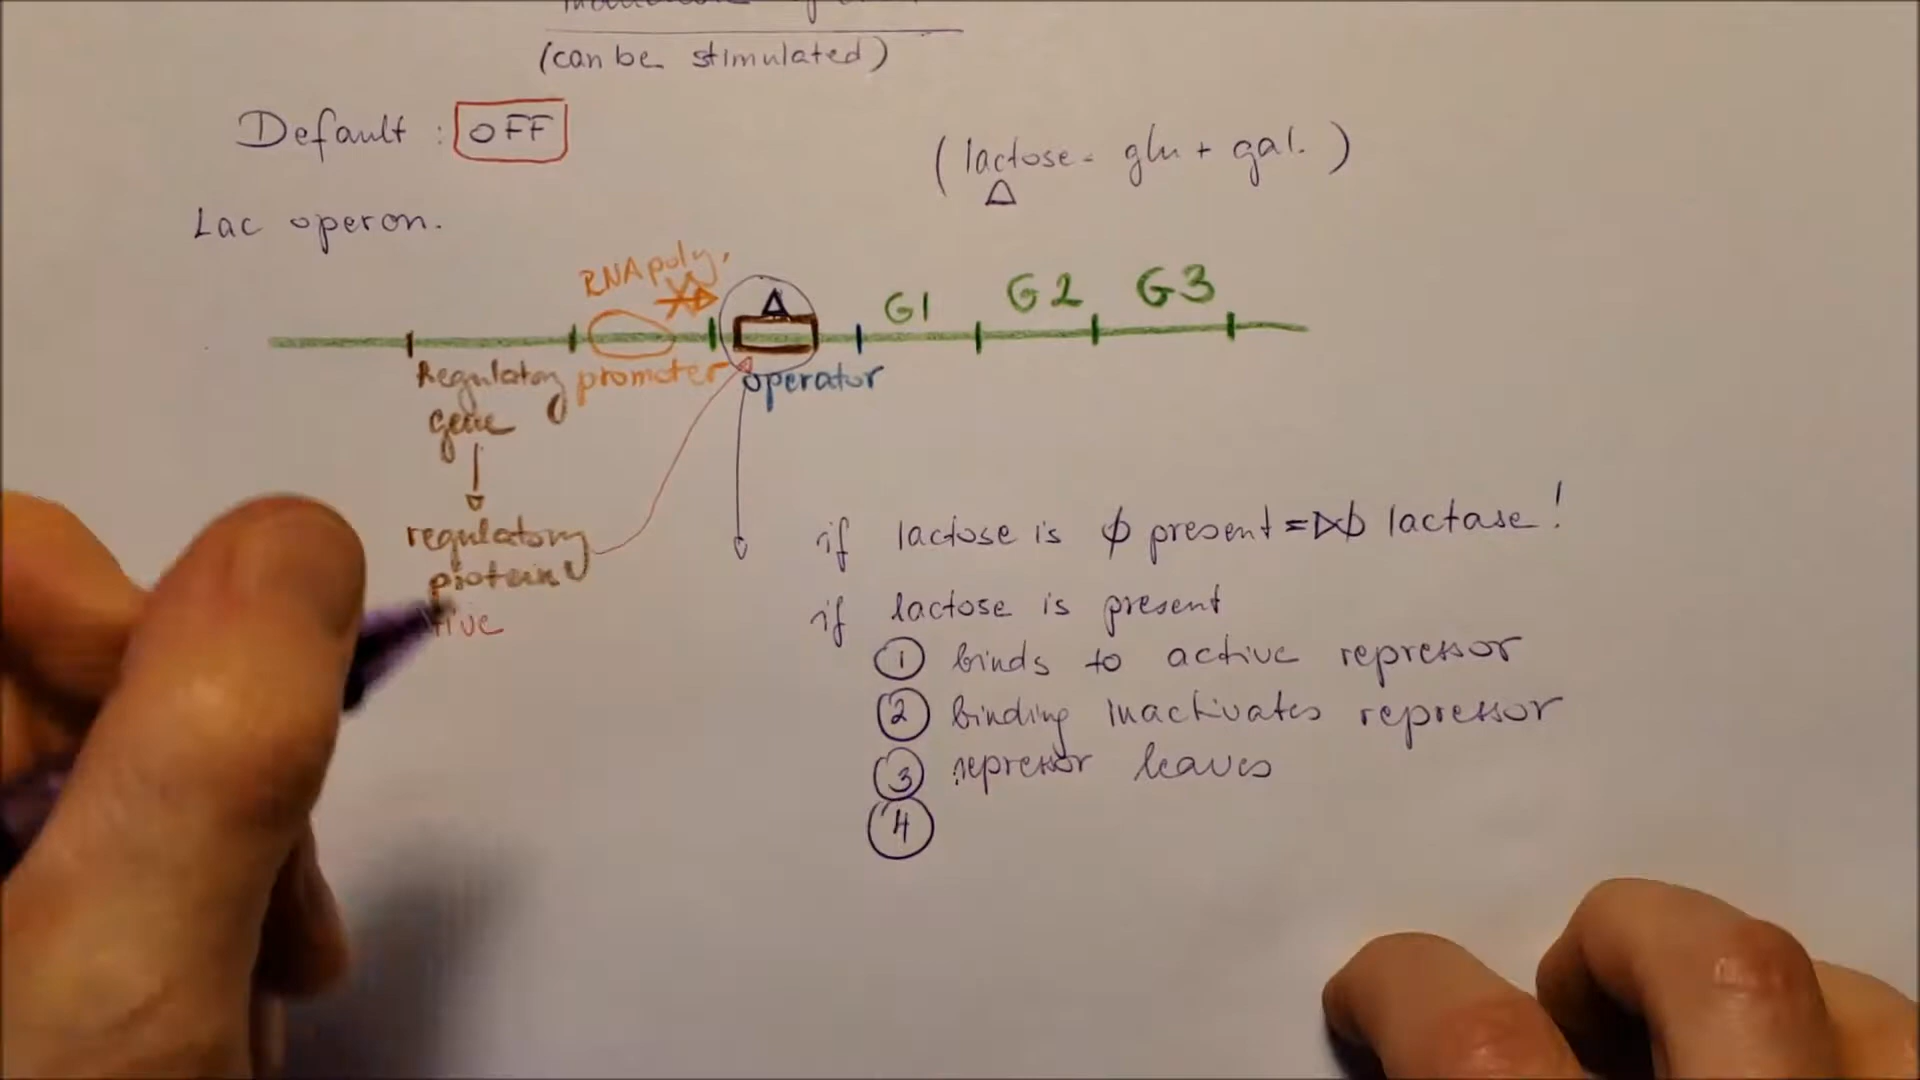 (can be stimulated)
Default : OFF
(lactose - glu + gal. )
Lac operon.
RNA poly.
G1 G2 G3
Regulatory promoter operator
gene
regulatory
protein
if lactose is ϕ present => ϕ lactase!
if lactose is present
① binds to active repressor
② binding inactivates repressor
③ repressor leaves
④